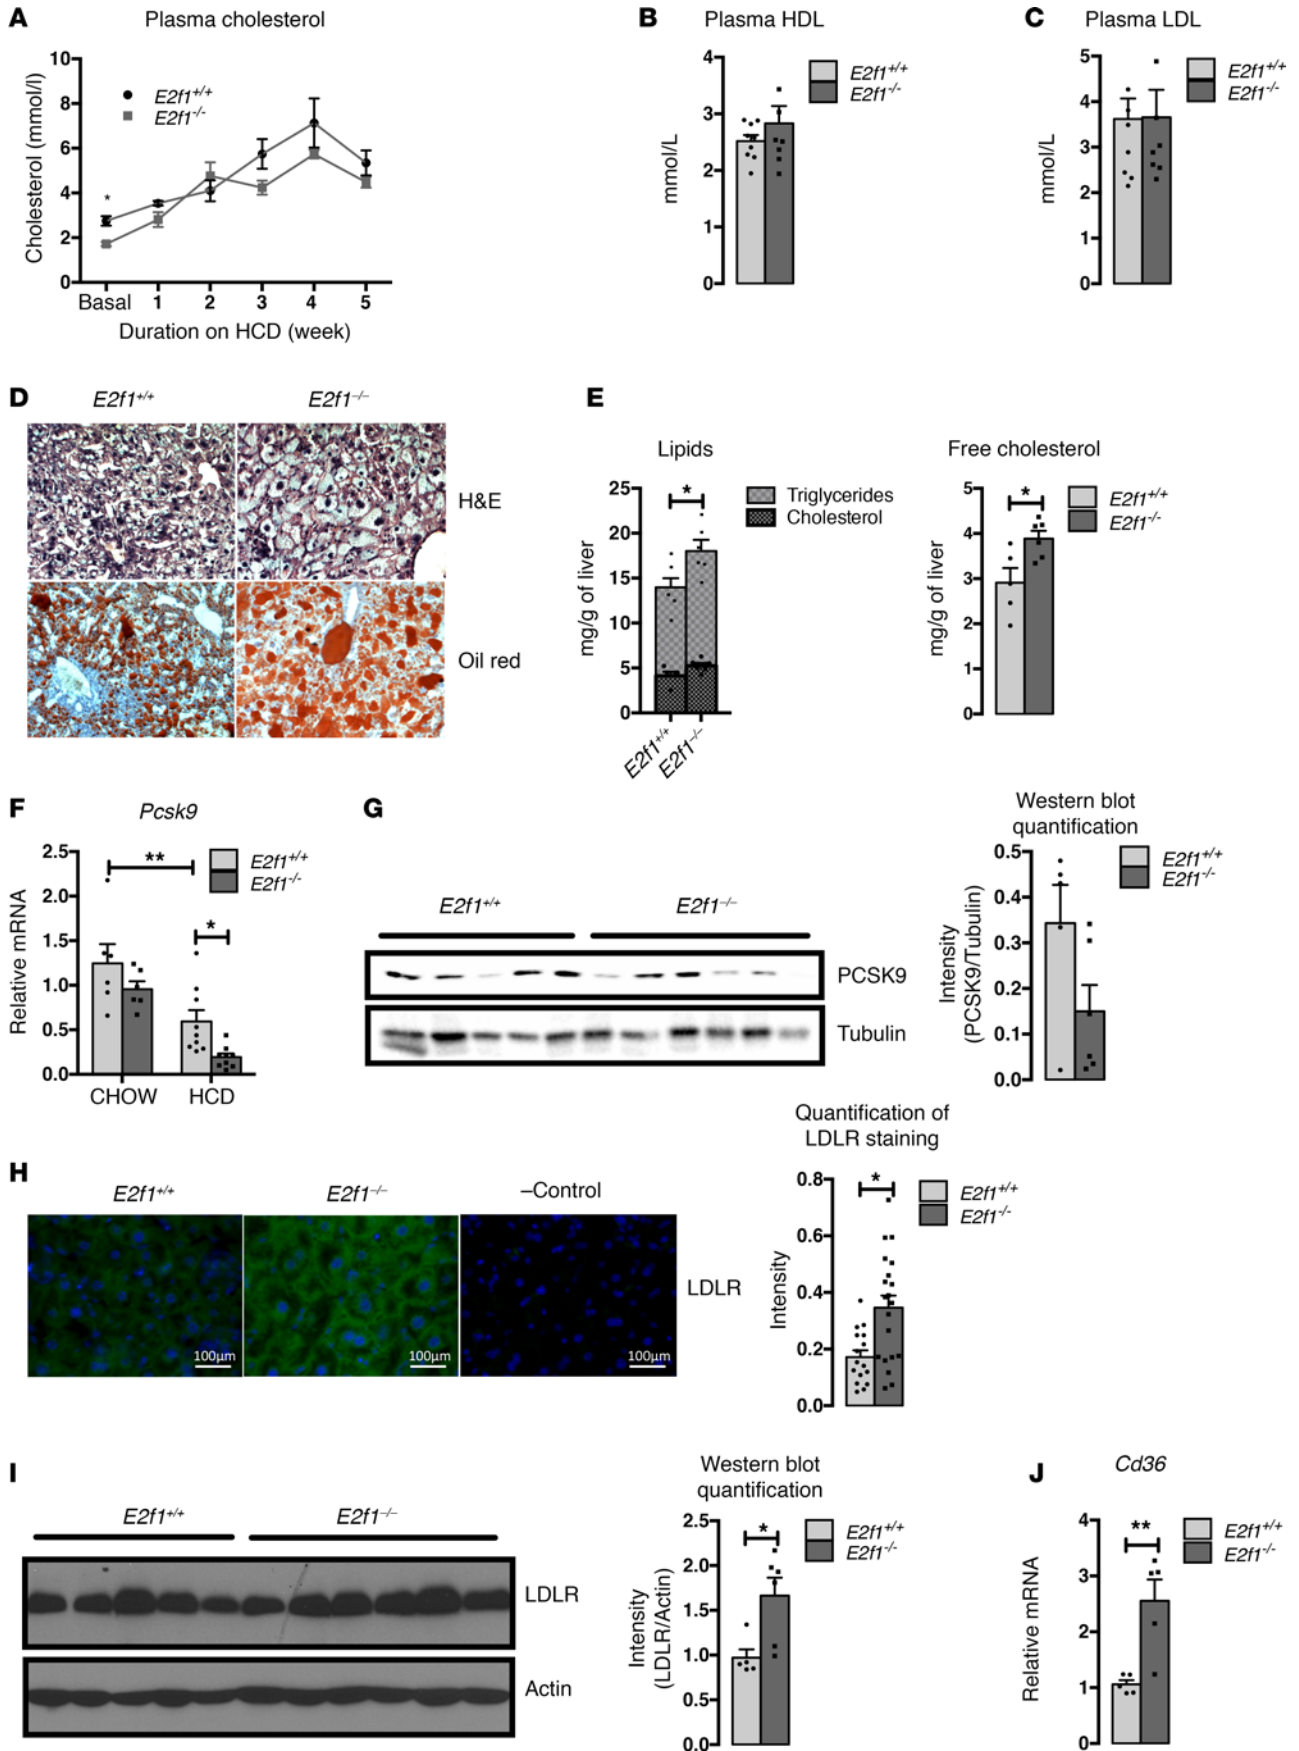 A
Plasma cholesterol
Cholesterol (mmol/l)
10
8
6
4
2
0
E2f1+/+
E2f1-/-
*
Basal 1 2 3 4 5
Duration on HCD (week)
B
Plasma HDL
mmol/L
4
3
2
1
0
E2f1+/+
E2f1-/-
C
Plasma LDL
mmol/L
5
4
3
2
1
0
E2f1+/+
E2f1-/-
D
E2f1+/+ E2f1–/–
H&E
Oil red
E
Lipids
mg/g of liver
25
20
15
10
5
0
*
Triglycerides
Cholesterol
E2f1+/+
E2f1–/–
Free cholesterol
mg/g of liver
5
4
3
2
1
0
*
E2f1+/+
E2f1-/-
F
Pcsk9
Relative mRNA
2.5
2.0
1.5
1.0
0.5
0.0
**
*
E2f1+/+
E2f1-/-
CHOW HCD
G
E2f1+/+ E2f1–/–
PCSK9
Tubulin
Western blot
quantification
Intensity
(PCSK9/Tubulin)
0.5
0.4
0.3
0.2
0.1
0.0
E2f1+/+
E2f1-/-
H
E2f1+/+ E2f1–/– –Control
100µm 100µm 100µm
LDLR
Quantification of
LDLR staining
Intensity
0.8
0.6
0.4
0.2
0.0
*
E2f1+/+
E2f1-/-
I
E2f1+/+ E2f1–/–
LDLR
Actin
Western blot
quantification
Intensity
(LDLR/Actin)
2.5
2.0
1.5
1.0
0.5
0.0
*
E2f1+/+
E2f1-/-
J
Cd36
Relative mRNA
4
3
2
1
0
**
E2f1+/+
E2f1-/-